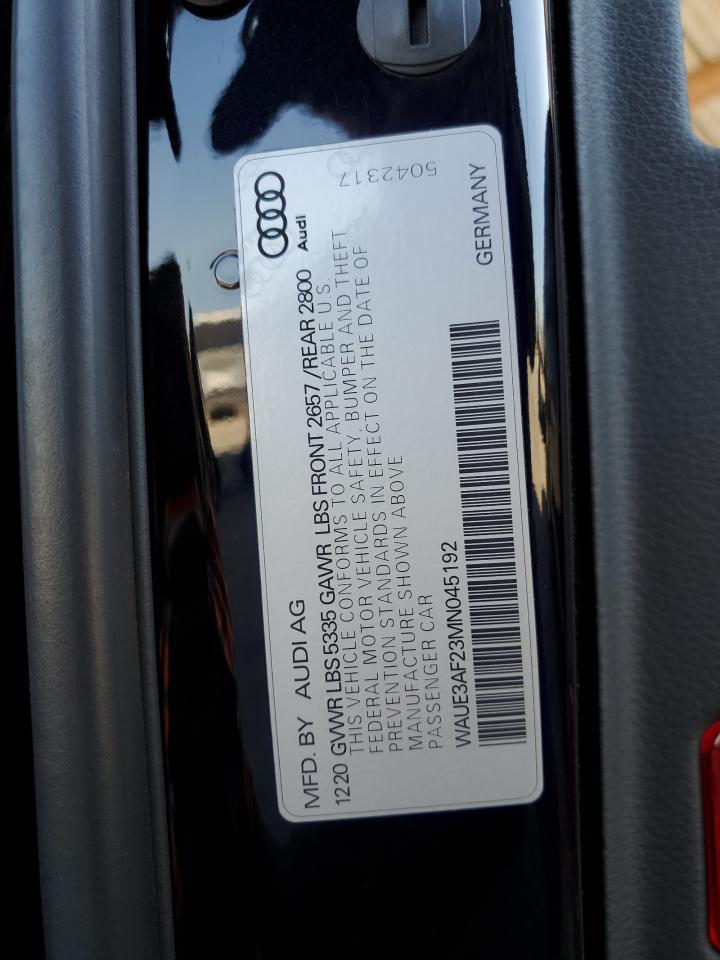 MFD. BY AUDI AG
Audi
1220 GVWR LBS 5335 GAWR LBS FRONT 2657/REAR 2800
THIS VEHICLE CONFORMS TO ALL APPLICABLE U.S.
FEDERAL MOTOR VEHICLE SAFETY, BUMPER AND THEFT
PREVENTION STANDARDS IN EFFECT ON THE DATE OF
MANUFACTURE SHOWN ABOVE
PASSENGER CAR
5042317
WAUE3AF23MN045192
GERMANY